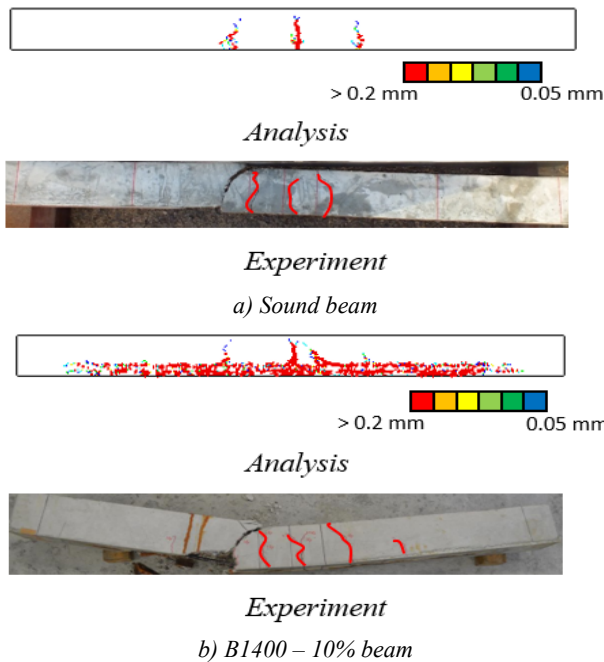 > 0.2 mm 0.05 mm
Analysis
Experiment
a) Sound beam
> 0.2 mm 0.05 mm
Analysis
Experiment
b) B1400 – 10% beam